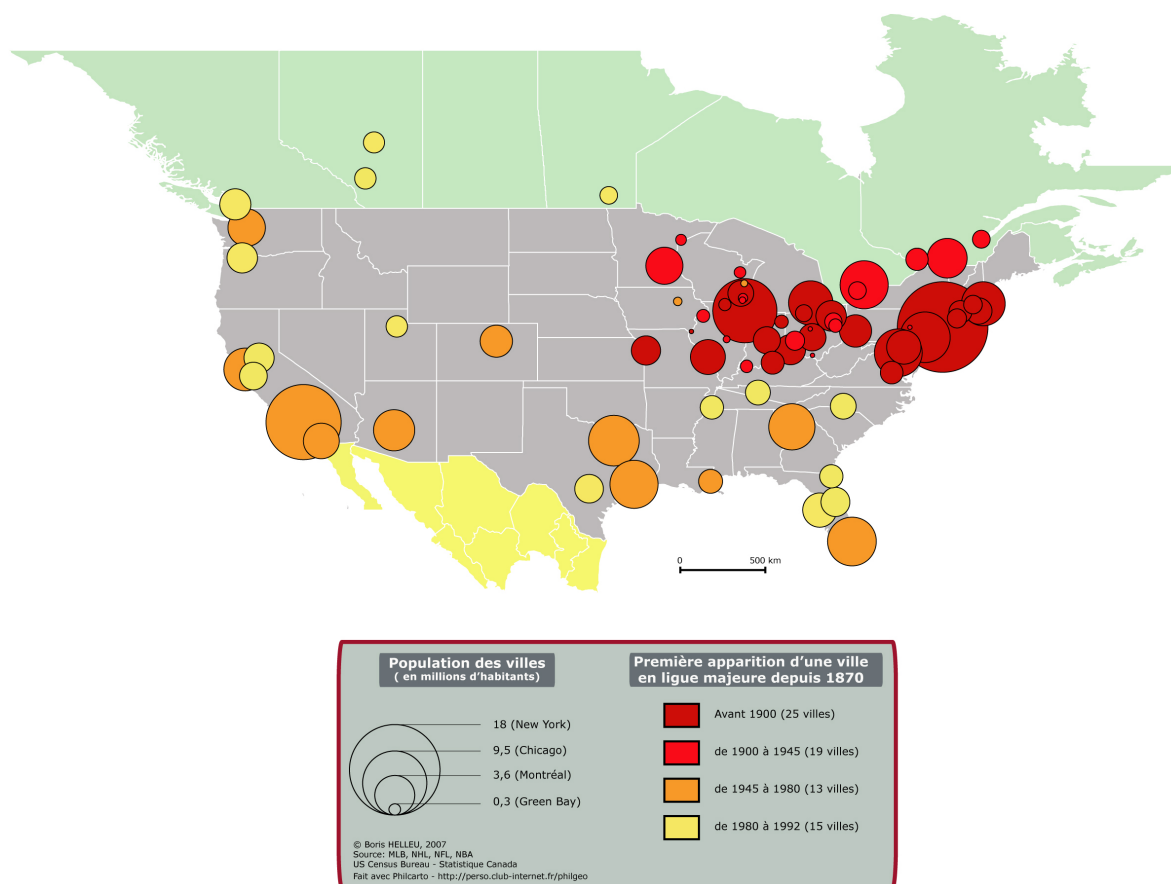 0
500 km
Population des villes
( en millions d'habitants)
18 (New York)
9,5 (Chicago)
3,6 (Montréal)
0,3 (Green Bay)
Première apparition d'une ville
en ligue majeure depuis 1870
Avant 1900 (25 villes)
de 1900 à 1945 (19 villes)
de 1945 à 1980 (13 villes)
de 1980 à 1992 (15 villes)
© Boris HELLEU, 2007
Source: MLB, NHL, NFL, NBA
US Census Bureau - Statistique Canada
Fait avec Philcarto - http://perso.club-internet.fr/philgeo